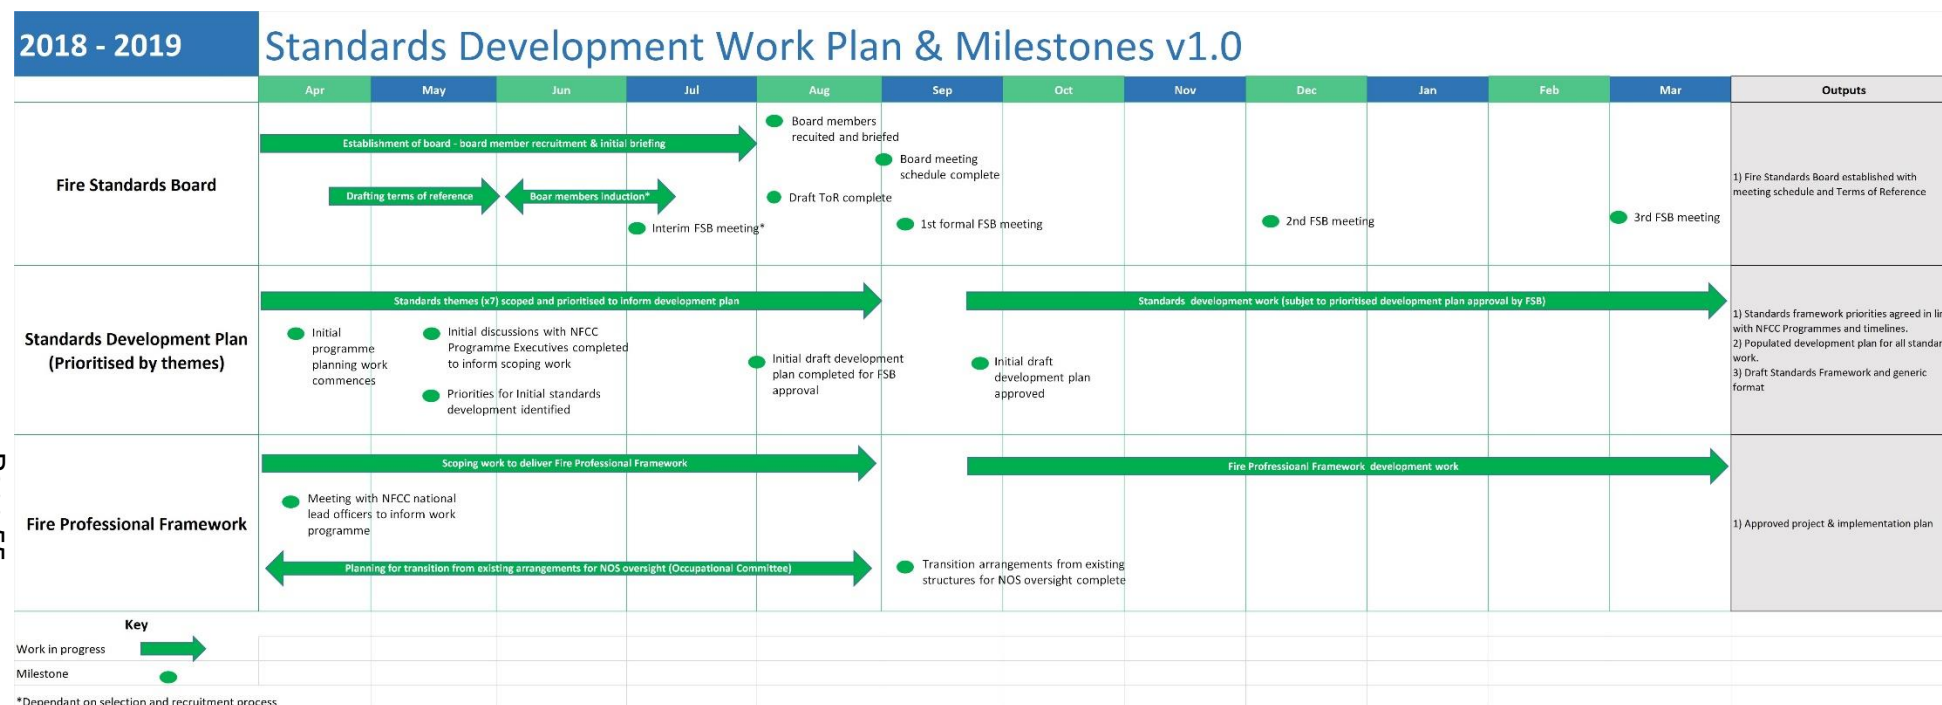 2018 - 2019
Standards Development Work Plan & Milestones v1.0
Apr
May
Jun
Jul
Aug
Sep
Oct
Nov
Dec
Jan
Feb
Mar
Outputs
Fire Standards Board
Establishment of board - board member recruitment & initial briefing
Board members
recuited and briefed
Board meeting
schedule complete
Drafting terms of reference
Boar members Induction*
Draft ToR complete
Interim FSB meeting*
1st formal FSB meeting
2nd FSB meeting
3rd FSB meeting
1) Fire Standards Board established with
meeting schedule and Terms of Reference
Standards Development Plan
(Prioritised by themes)
Standards themes (x7) scoped and prioritised to inform development plan
Standards development work (subjet to prioritised development plan approval by FSB)
Initial
programme
planning work
commences
Initial discussions with NFCC
Programme Executives completed
to inform scoping work
Priorities for Initial standards
development identified
Initial draft development
plan completed for FSB
approval
Initial draft
development plan
approved
1) Standards framework priorities agreed in
with NFCC Programmes and timelines.
2) Populated development plan for all
work.
3) Draft Standards Framework and generic
format
Fire Professional Framework
Scoping work to deliver Fire Professional Framework
Fire Profressioanl Framework development work
Meeting with NFCC national
lead officers to inform work
programme
Planning for transition from existing arrangements for NOS oversight (Occupational Committee)
Transition arrangements from existing
structures for NOS oversight complete
1) Approved project & implementation plan
Key
Work in progress
Milestone
*Dependant on selection and recruitment process